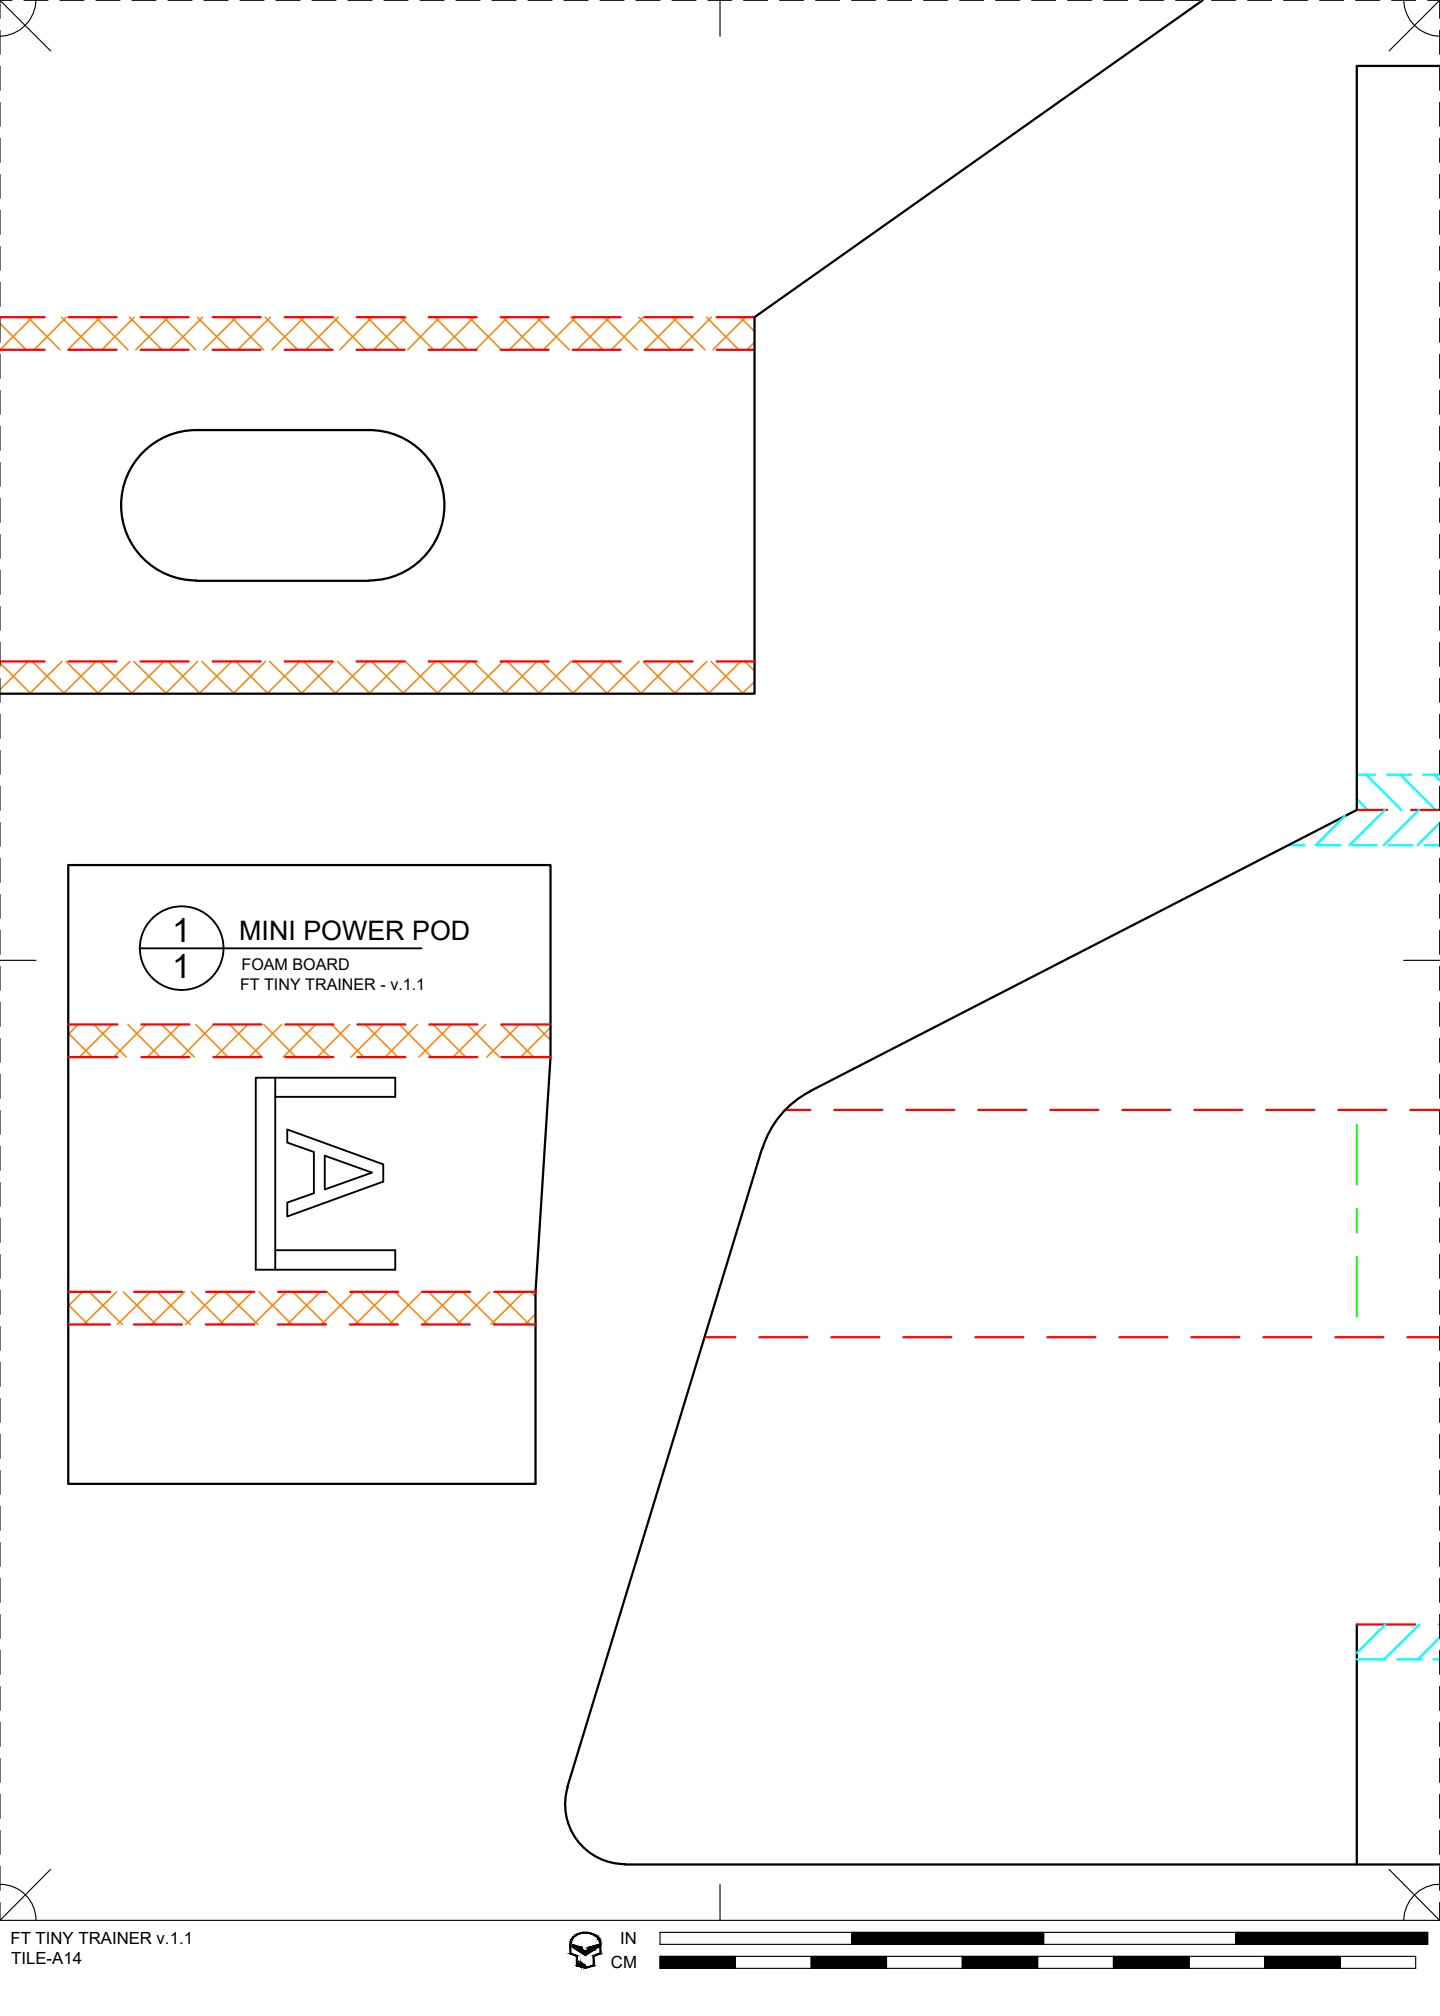 1
1
MINI POWER POD
FOAM BOARD
FT TINY TRAINER - v.1.1
A
FT TINY TRAINER v.1.1
TILE-A14
IN
CM